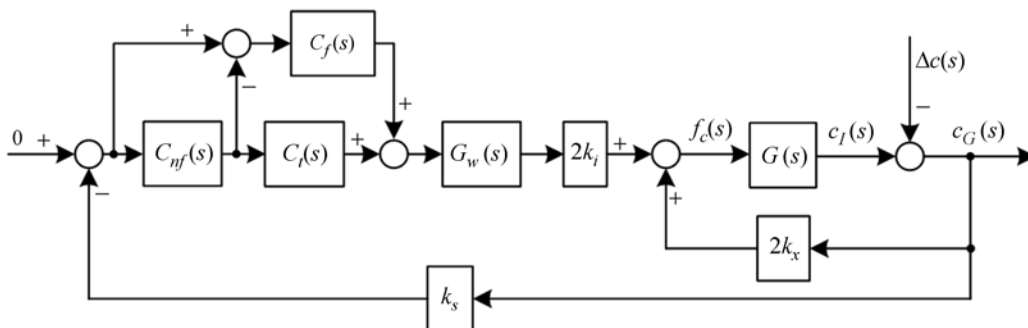 +
C_f(s)
Δc(s)
−
+
−
0 +
C_nf(s)
C_t(s)
+
G_w(s)
2k_i
+
f_c(s)
G(s)
c_I(s)
c_G(s)
−
+
2k_x
k_s